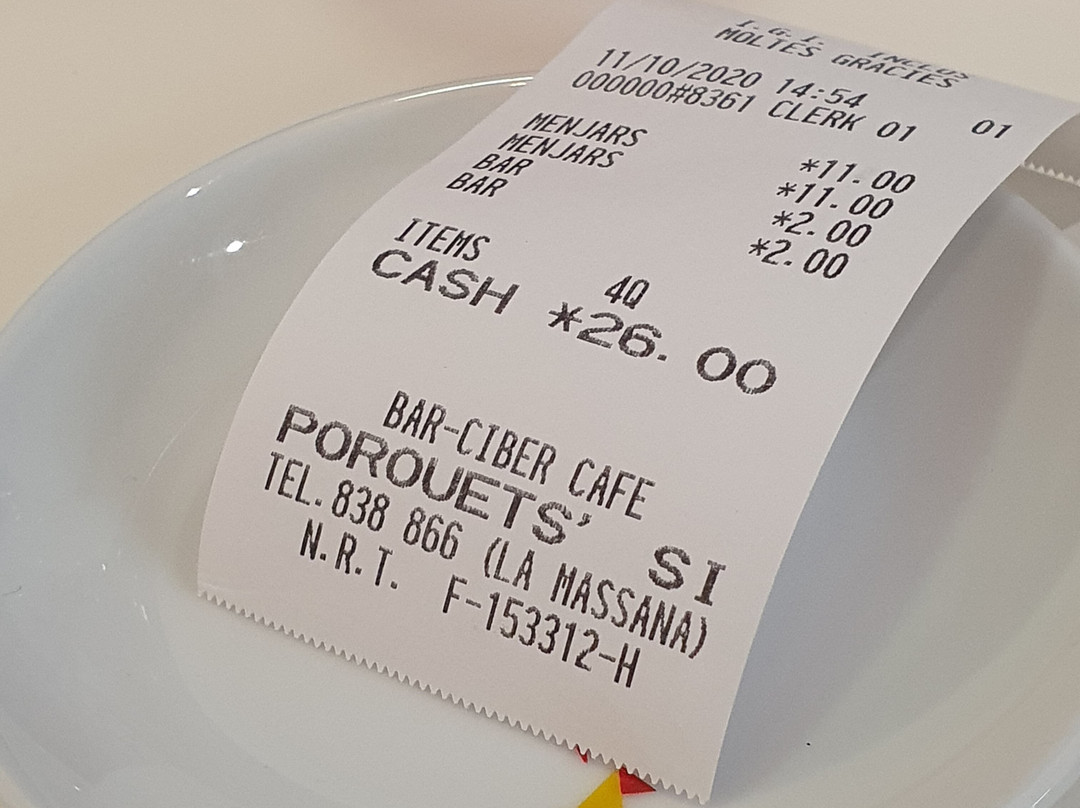 I.G.I. INCLOS
MOLTES GRACIES
11/10/2020 14:54 01
000000#8361 CLERK 01
MENJARS *11.00
MENJARS *11.00
BAR *2.00
BAR *2.00
ITEMS 4Q
CASH *26.00
BAR-CIBER CAFE
POROUETS' SI
TEL.838 866 (LA MASSANA)
N.R.T. F-153312-H